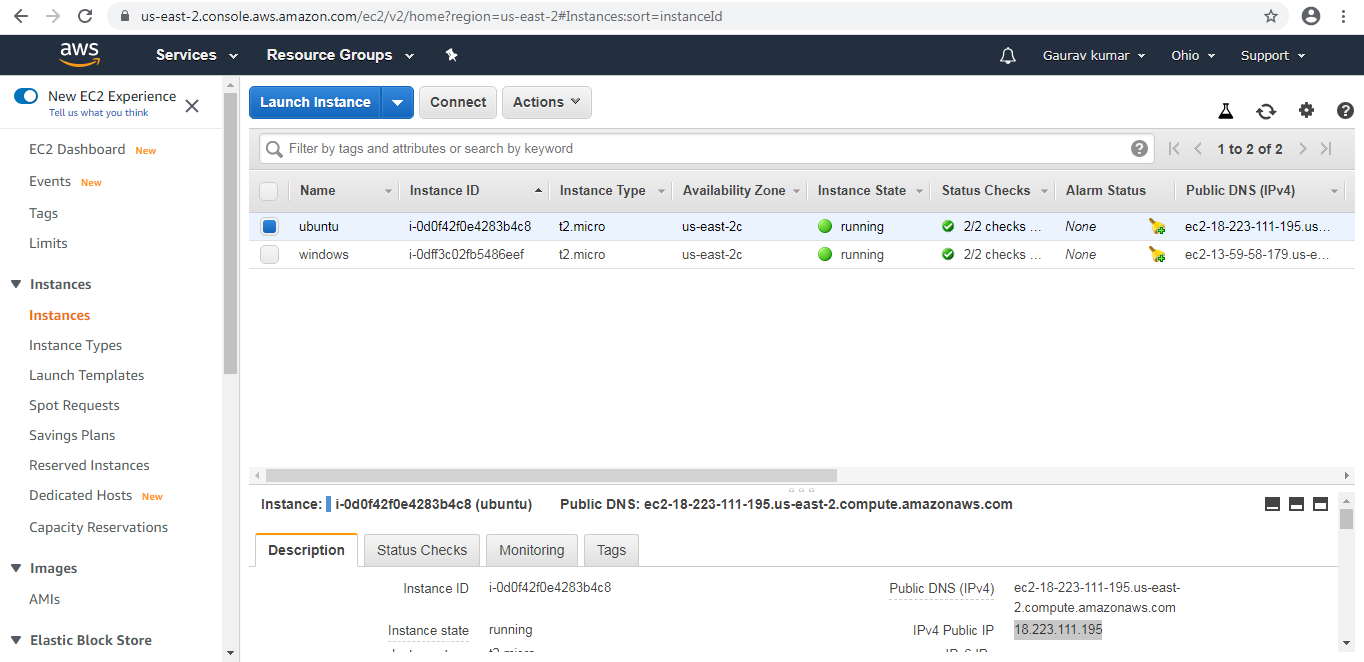 us-east-2.console.aws.amazon.com/ec2/v2/home?region=us-east-2#Instances:sort=instanceId
aws Services Resource Groups Gaurav kumar Ohio Support
New EC2 Experience
Tell us what you think
EC2 Dashboard New
Events New
Tags
Limits
Instances
Instances
Instance Types
Launch Templates
Spot Requests
Savings Plans
Reserved Instances
Dedicated Hosts New
Capacity Reservations
Images
AMIs
Elastic Block Store
Launch Instance Connect Actions
Filter by tags and attributes or search by keyword 1 to 2 of 2
Name Instance ID Instance Type Availability Zone Instance State Status Checks Alarm Status Public DNS (IPv4)
ubuntu i-0d0f42f0e4283b4c8 t2.micro us-east-2c running 2/2 checks ... None ec2-18-223-111-195.us...
windows i-0dff3c02fb5486eef t2.micro us-east-2c running 2/2 checks ... None ec2-13-59-58-179.us-e...
Instance: i-0d0f42f0e4283b4c8 (ubuntu) Public DNS: ec2-18-223-111-195.us-east-2.compute.amazonaws.com
Description Status Checks Monitoring Tags
Instance ID i-0d0f42f0e4283b4c8 Public DNS (IPv4) ec2-18-223-111-195.us-east-
2.compute.amazonaws.com
Instance state running IPv4 Public IP 18.223.111.195